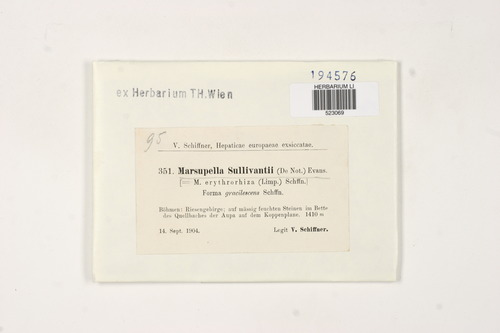 194576
ex Herbarium TH.Wien
HERBARIUM LI
523069
95
V. Schiffner, Hepaticae europaeae exsiccatae.
351. Marsupella Sullivantii (De Not.) Evans.
[= M. erythrorhiza (Limp.) Schffn.]
Forma gracilescens Schffn.
Böhmen: Riesengebirge; auf mässig feuchten Steinen im Bette
des Quellbaches der Aupa auf dem Koppenplane. 1410 m
14. Sept. 1904. Legit V. Schiffner.